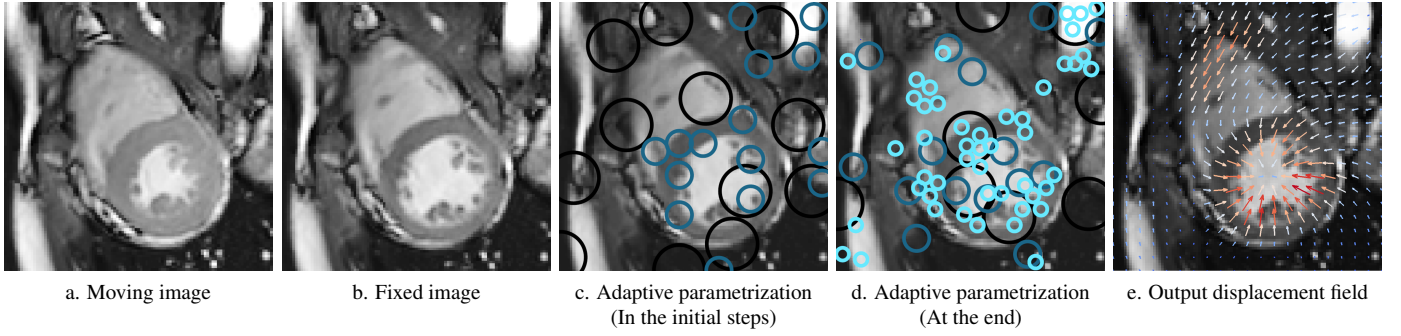 a. Moving image
b. Fixed image
c. Adaptive parametrization
(In the initial steps)
d. Adaptive parametrization
(At the end)
e. Output displacement field